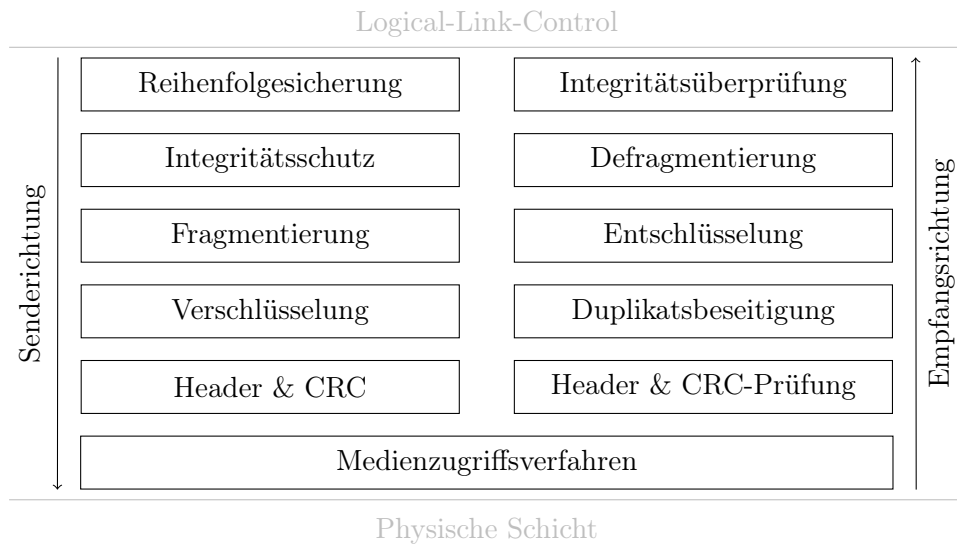 Logical-Link-Control
Senderichtung
Reihenfolgesicherung
Integritätsüberprüfung
Integritätsschutz
Defragmentierung
Fragmentierung
Entschlüsselung
Verschlüsselung
Duplikatsbeseitigung
Header & CRC
Header & CRC-Prüfung
Medienzugriffsverfahren
Empfangsrichtung
Physische Schicht